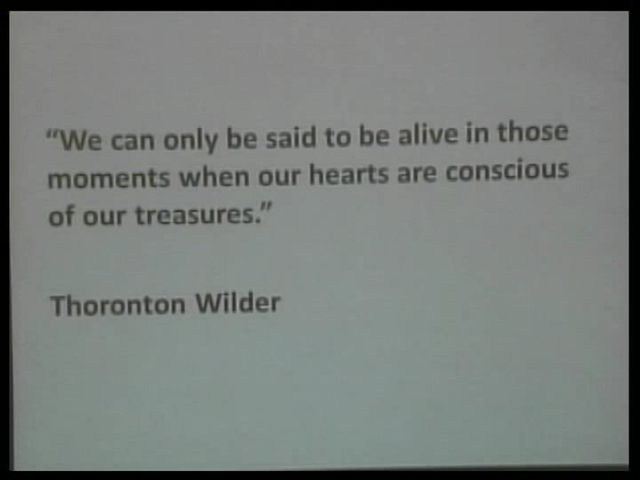 “We can only be said to be alive in those
moments when our hearts are conscious
of our treasures.”
Thoronton Wilder